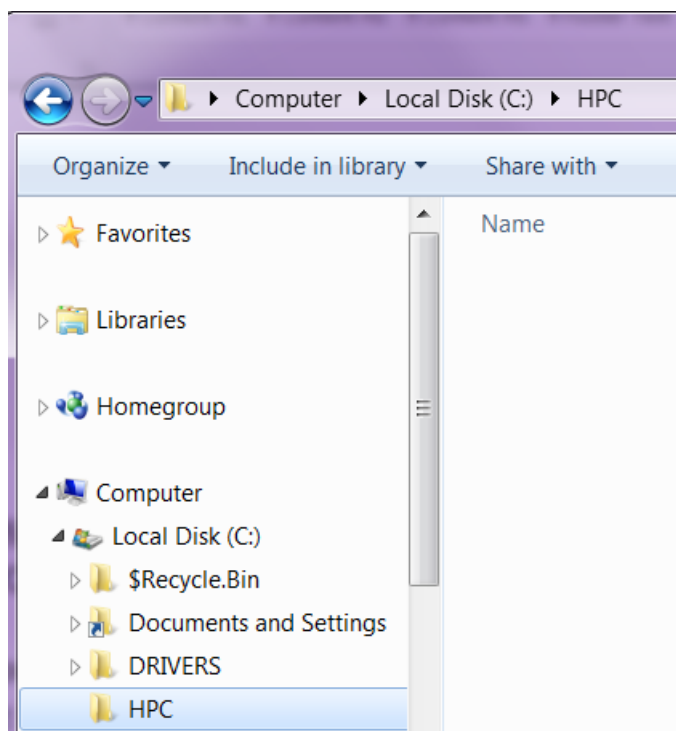 Computer Local Disk (C:) HPC
Organize Include in library Share with
Name
Favorites
Libraries
Homegroup
Computer
Local Disk (C:)
$Recycle.Bin
Documents and Settings
DRIVERS
HPC